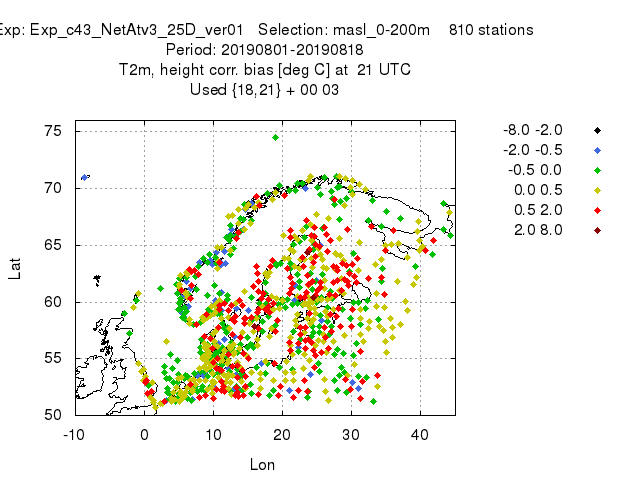 Exp: Exp_c43_NetAtv3_25D_ver01 Selection: masl_0-200m 810 stations
Period: 20190801-20190818
T2m, height corr. bias [deg C] at 21 UTC
Used {18,21} + 00 03
75
70
65
60
55
50
-10 0 10 20 30 40
Lat
Lon
-8.0 -2.0
-2.0 -0.5
-0.5 0.0
0.0 0.5
0.5 2.0
2.0 8.0